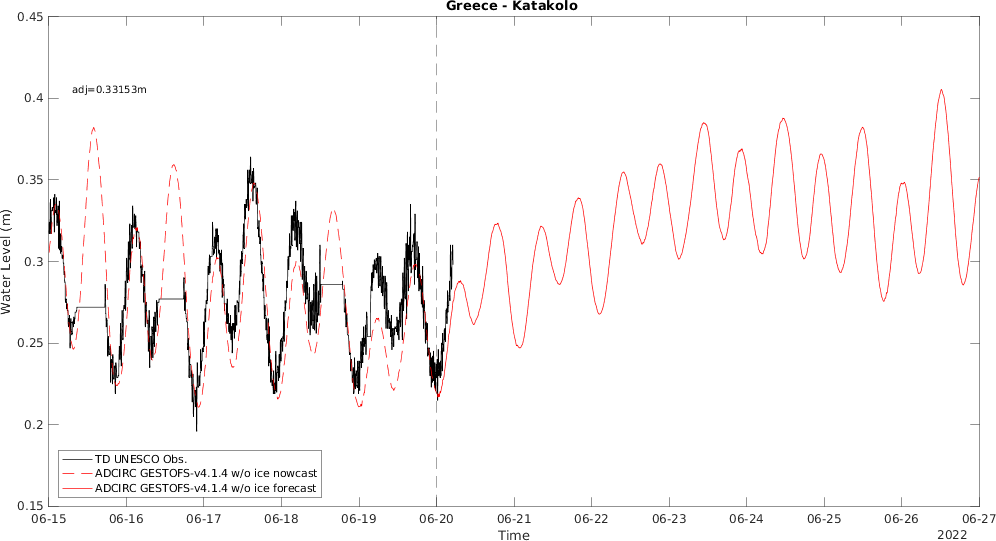 Greece - Katakolo
0.45
0.4
0.35
0.3
0.25
0.2
0.15
Water Level (m)
adj=0.33153m
TD UNESCO Obs.
ADCIRC GESTOFS-v4.1.4 w/o ice nowcast
ADCIRC GESTOFS-v4.1.4 w/o ice forecast
06-15 06-16 06-17 06-18 06-19 06-20 06-21 06-22 06-23 06-24 06-25 06-26 06-27
Time
2022